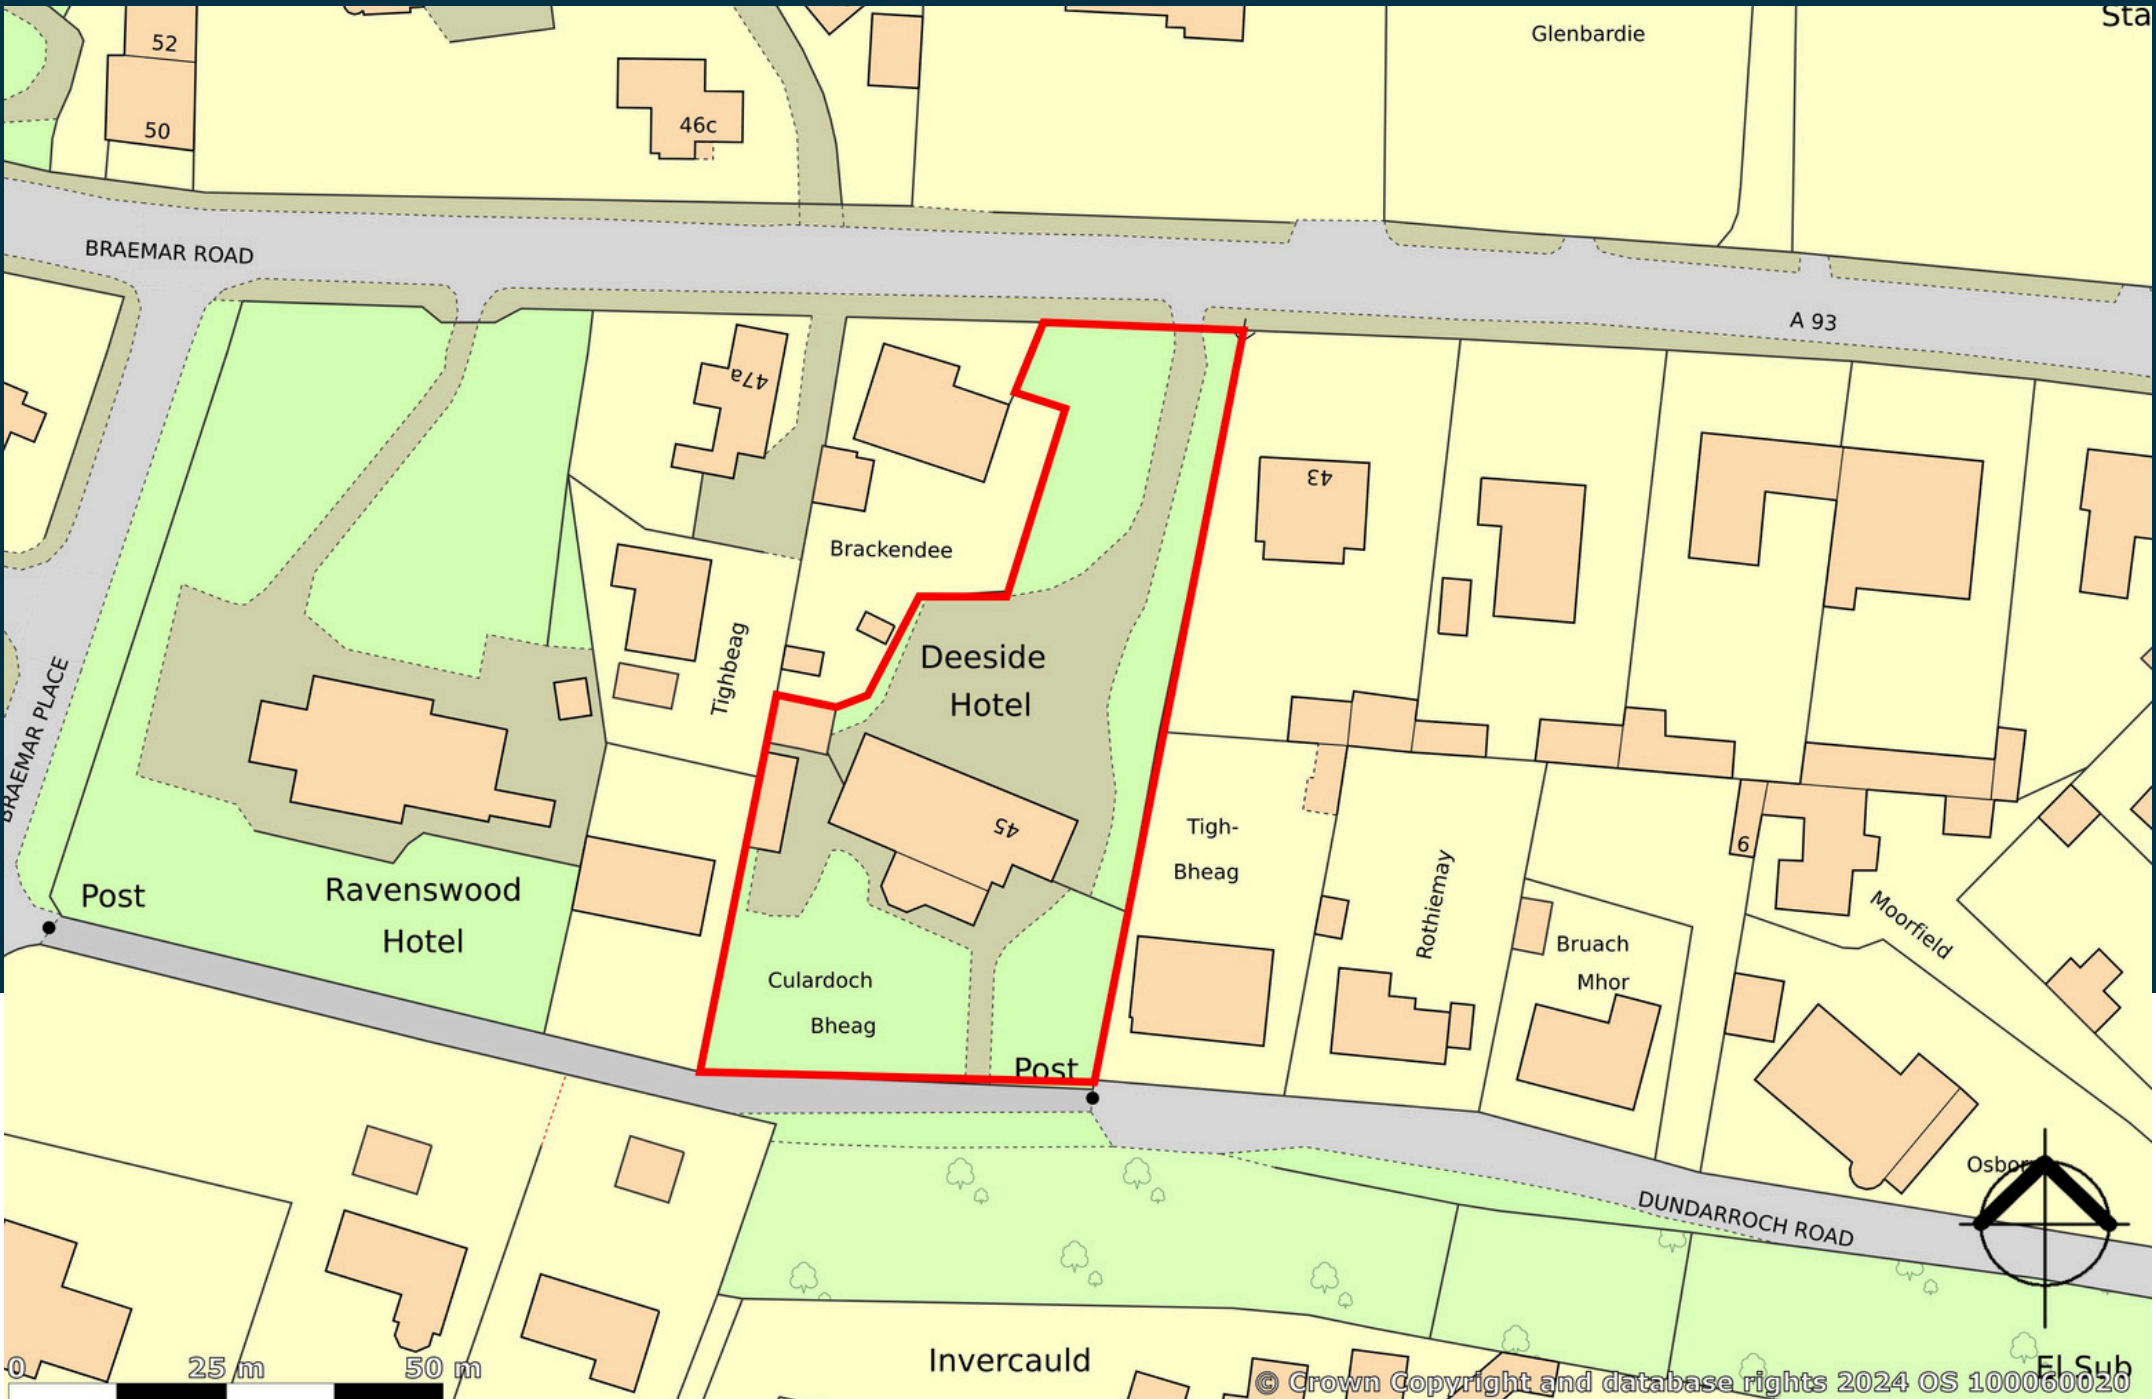 Sta
Glenbardie
52
50
46c
BRAEMAR ROAD
A 93
47a
43
Brackendee
Tighbeag
Deeside
Hotel
BRAEMAR PLACE
45
Tigh-
Bheag
6
Rothiemay
Moorfield
Post
Ravenswood
Hotel
Bruach
Mhor
Culardoch
Bheag
Post
DUNDARROCH ROAD
Invercauld
El Sub
0 25 m 50 m
© Crown Copyright and database rights 2024 OS 100060020